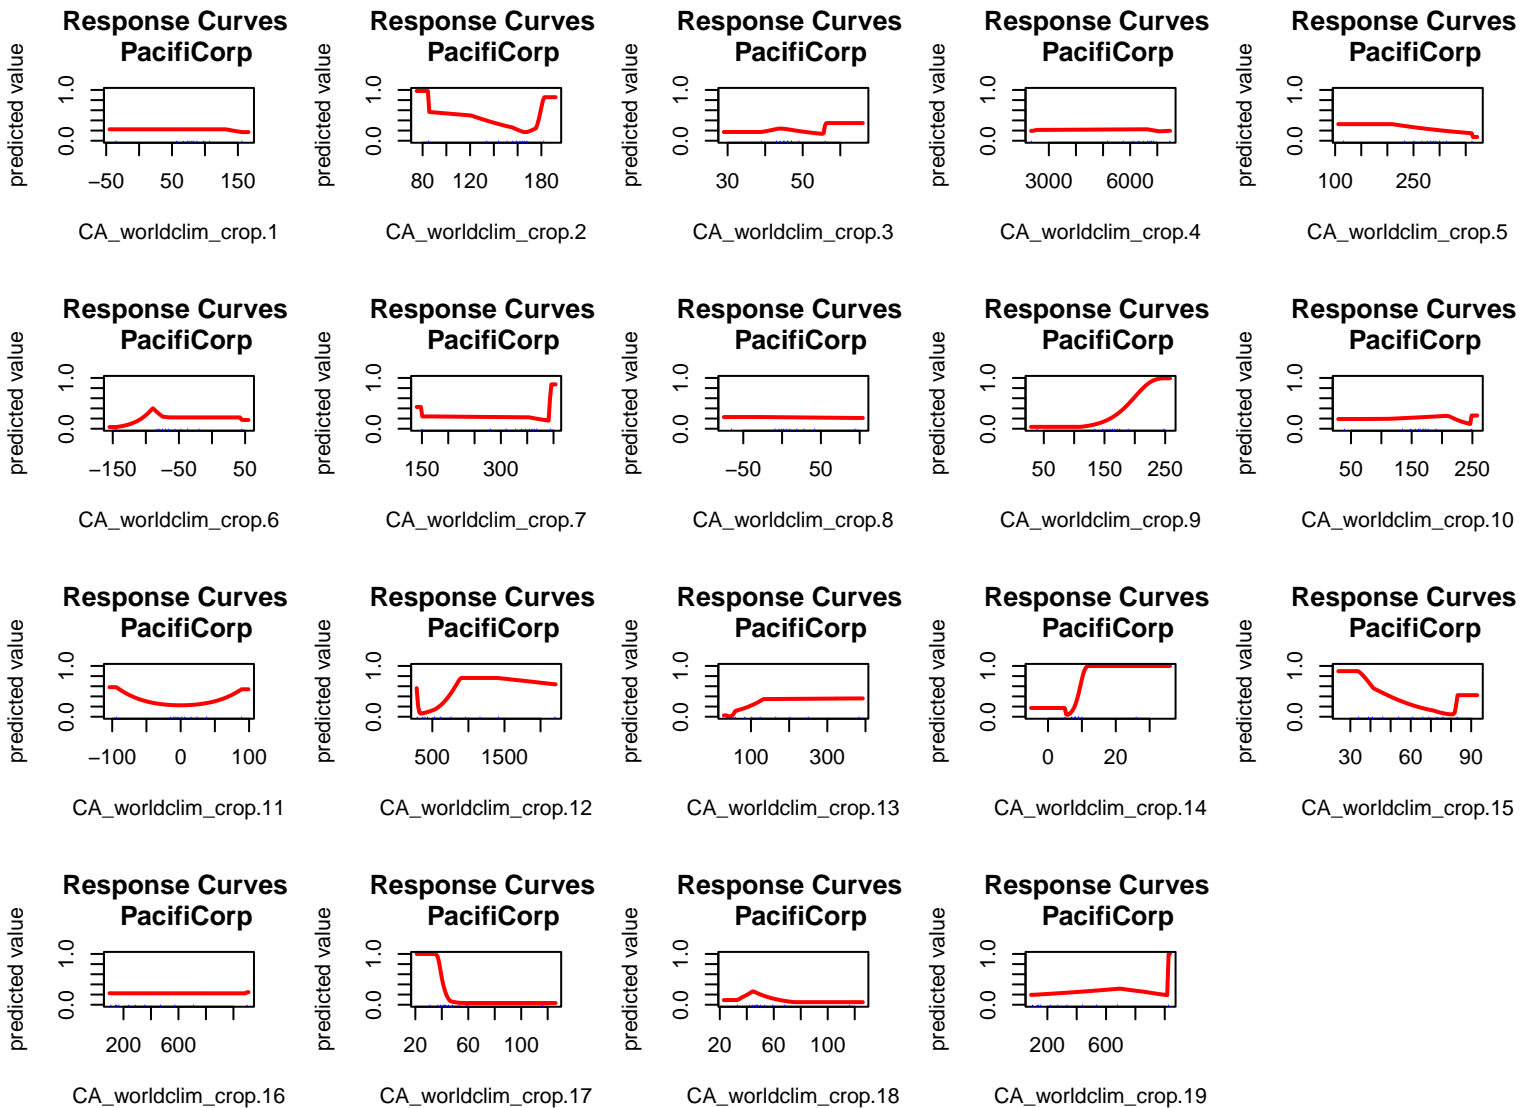 Response Curves
PacifiCorp
predicted value
0.0 1.0
−50 50 150
CA_worldclim_crop.1
Response Curves
PacifiCorp
predicted value
0.0 1.0
80 120 180
CA_worldclim_crop.2
Response Curves
PacifiCorp
predicted value
0.0 1.0
30 50
CA_worldclim_crop.3
Response Curves
PacifiCorp
predicted value
0.0 1.0
3000 6000
CA_worldclim_crop.4
Response Curves
PacifiCorp
predicted value
0.0 1.0
100 250
CA_worldclim_crop.5
Response Curves
PacifiCorp
predicted value
0.0 1.0
−150 −50 50
CA_worldclim_crop.6
Response Curves
PacifiCorp
predicted value
0.0 1.0
150 300
CA_worldclim_crop.7
Response Curves
PacifiCorp
predicted value
0.0 1.0
−50 50
CA_worldclim_crop.8
Response Curves
PacifiCorp
predicted value
0.0 1.0
50 150 250
CA_worldclim_crop.9
Response Curves
PacifiCorp
predicted value
0.0 1.0
50 150 250
CA_worldclim_crop.10
Response Curves
PacifiCorp
predicted value
0.0 1.0
−100 0 100
CA_worldclim_crop.11
Response Curves
PacifiCorp
predicted value
0.0 1.0
500 1500
CA_worldclim_crop.12
Response Curves
PacifiCorp
predicted value
0.0 1.0
100 300
CA_worldclim_crop.13
Response Curves
PacifiCorp
predicted value
0.0 1.0
0 20
CA_worldclim_crop.14
Response Curves
PacifiCorp
predicted value
0.0 1.0
30 60 90
CA_worldclim_crop.15
Response Curves
PacifiCorp
predicted value
0.0 1.0
200 600
CA_worldclim_crop.16
Response Curves
PacifiCorp
predicted value
0.0 1.0
20 60 100
CA_worldclim_crop.17
Response Curves
PacifiCorp
predicted value
0.0 1.0
20 60 100
CA_worldclim_crop.18
Response Curves
PacifiCorp
predicted value
0.0 1.0
200 600
CA_worldclim_crop.19